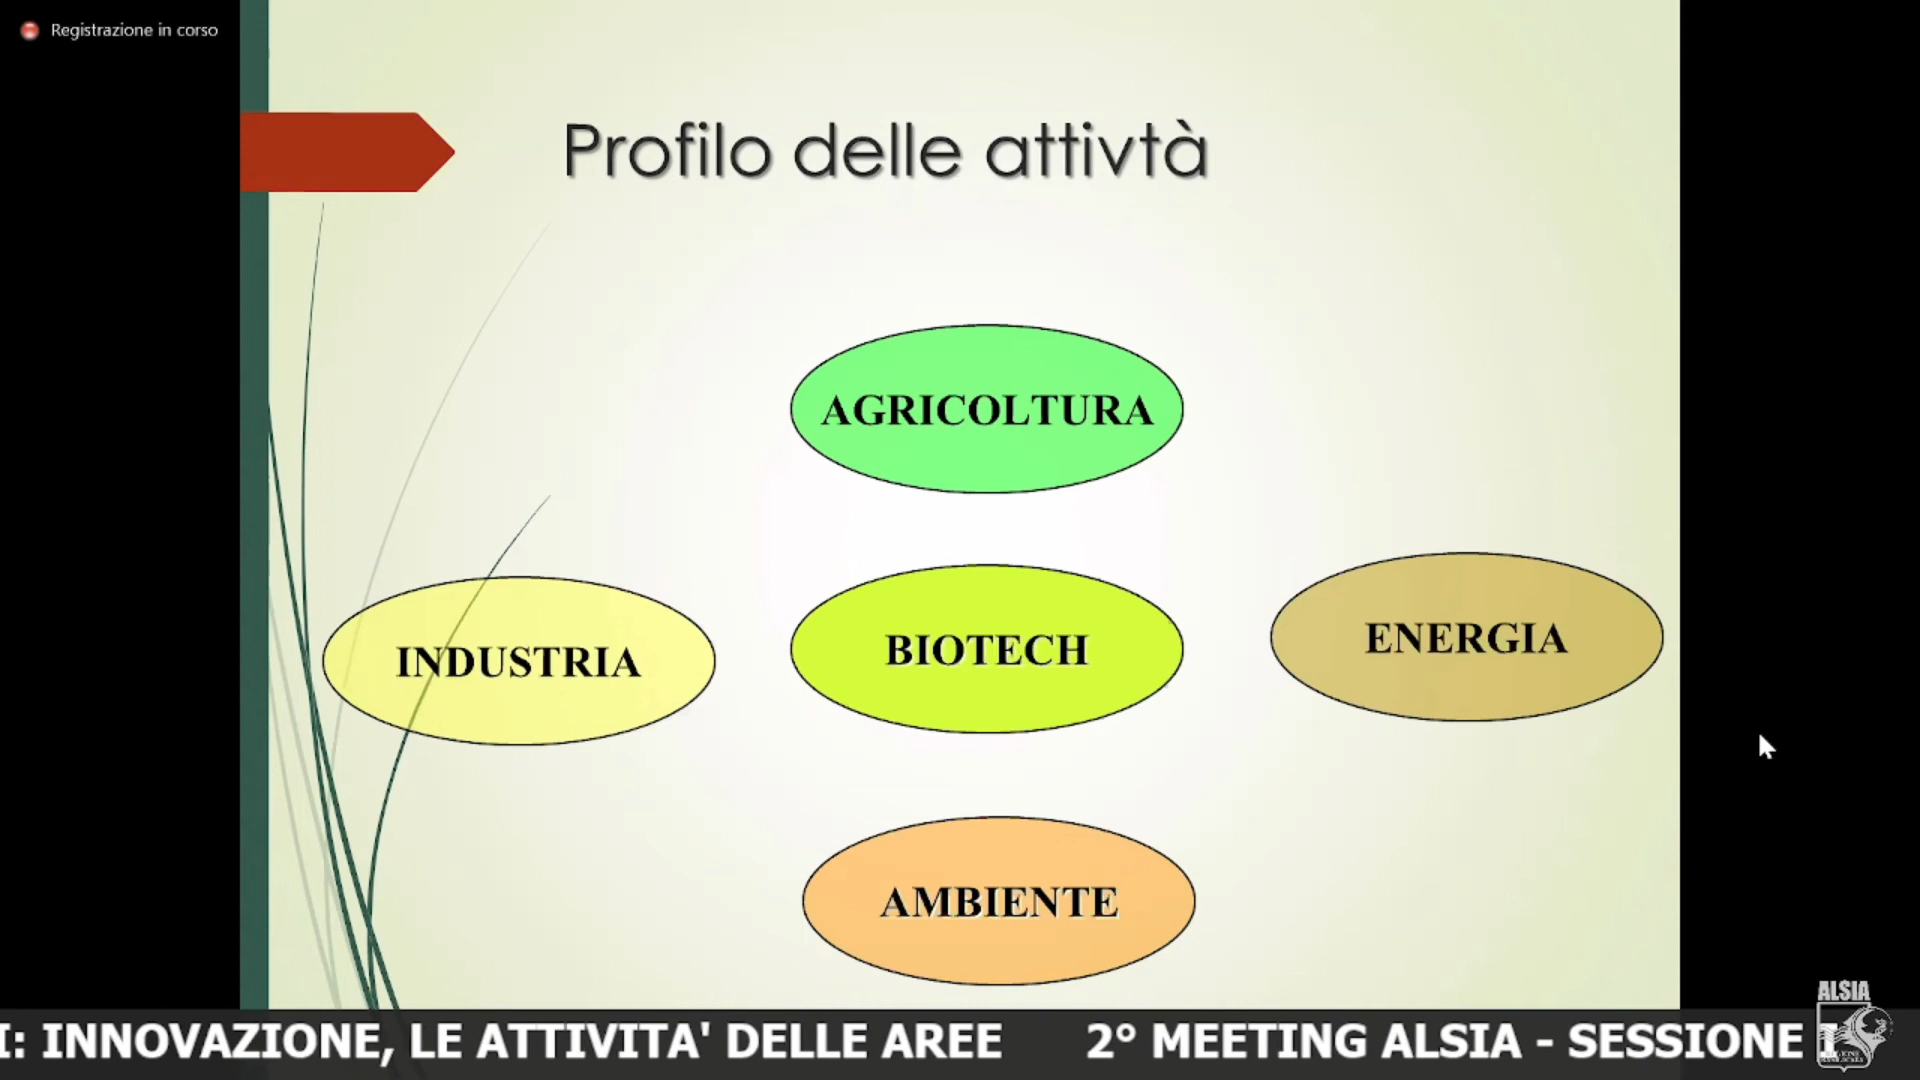 Registrazione in corso
Profilo delle attivtà
AGRICOLTURA
INDUSTRIA
BIOTECH
ENERGIA
AMBIENTE
I: INNOVAZIONE, LE ATTIVITA' DELLE AREE 2° MEETING ALSIA - SESSIONE I
ALSIA